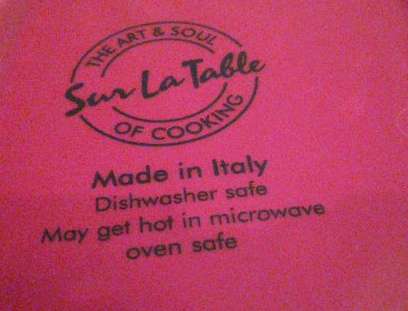 THE ART & SOUL
Sur La Table
OF COOKING
Made in Italy
Dishwasher safe
May get hot in microwave
oven safe